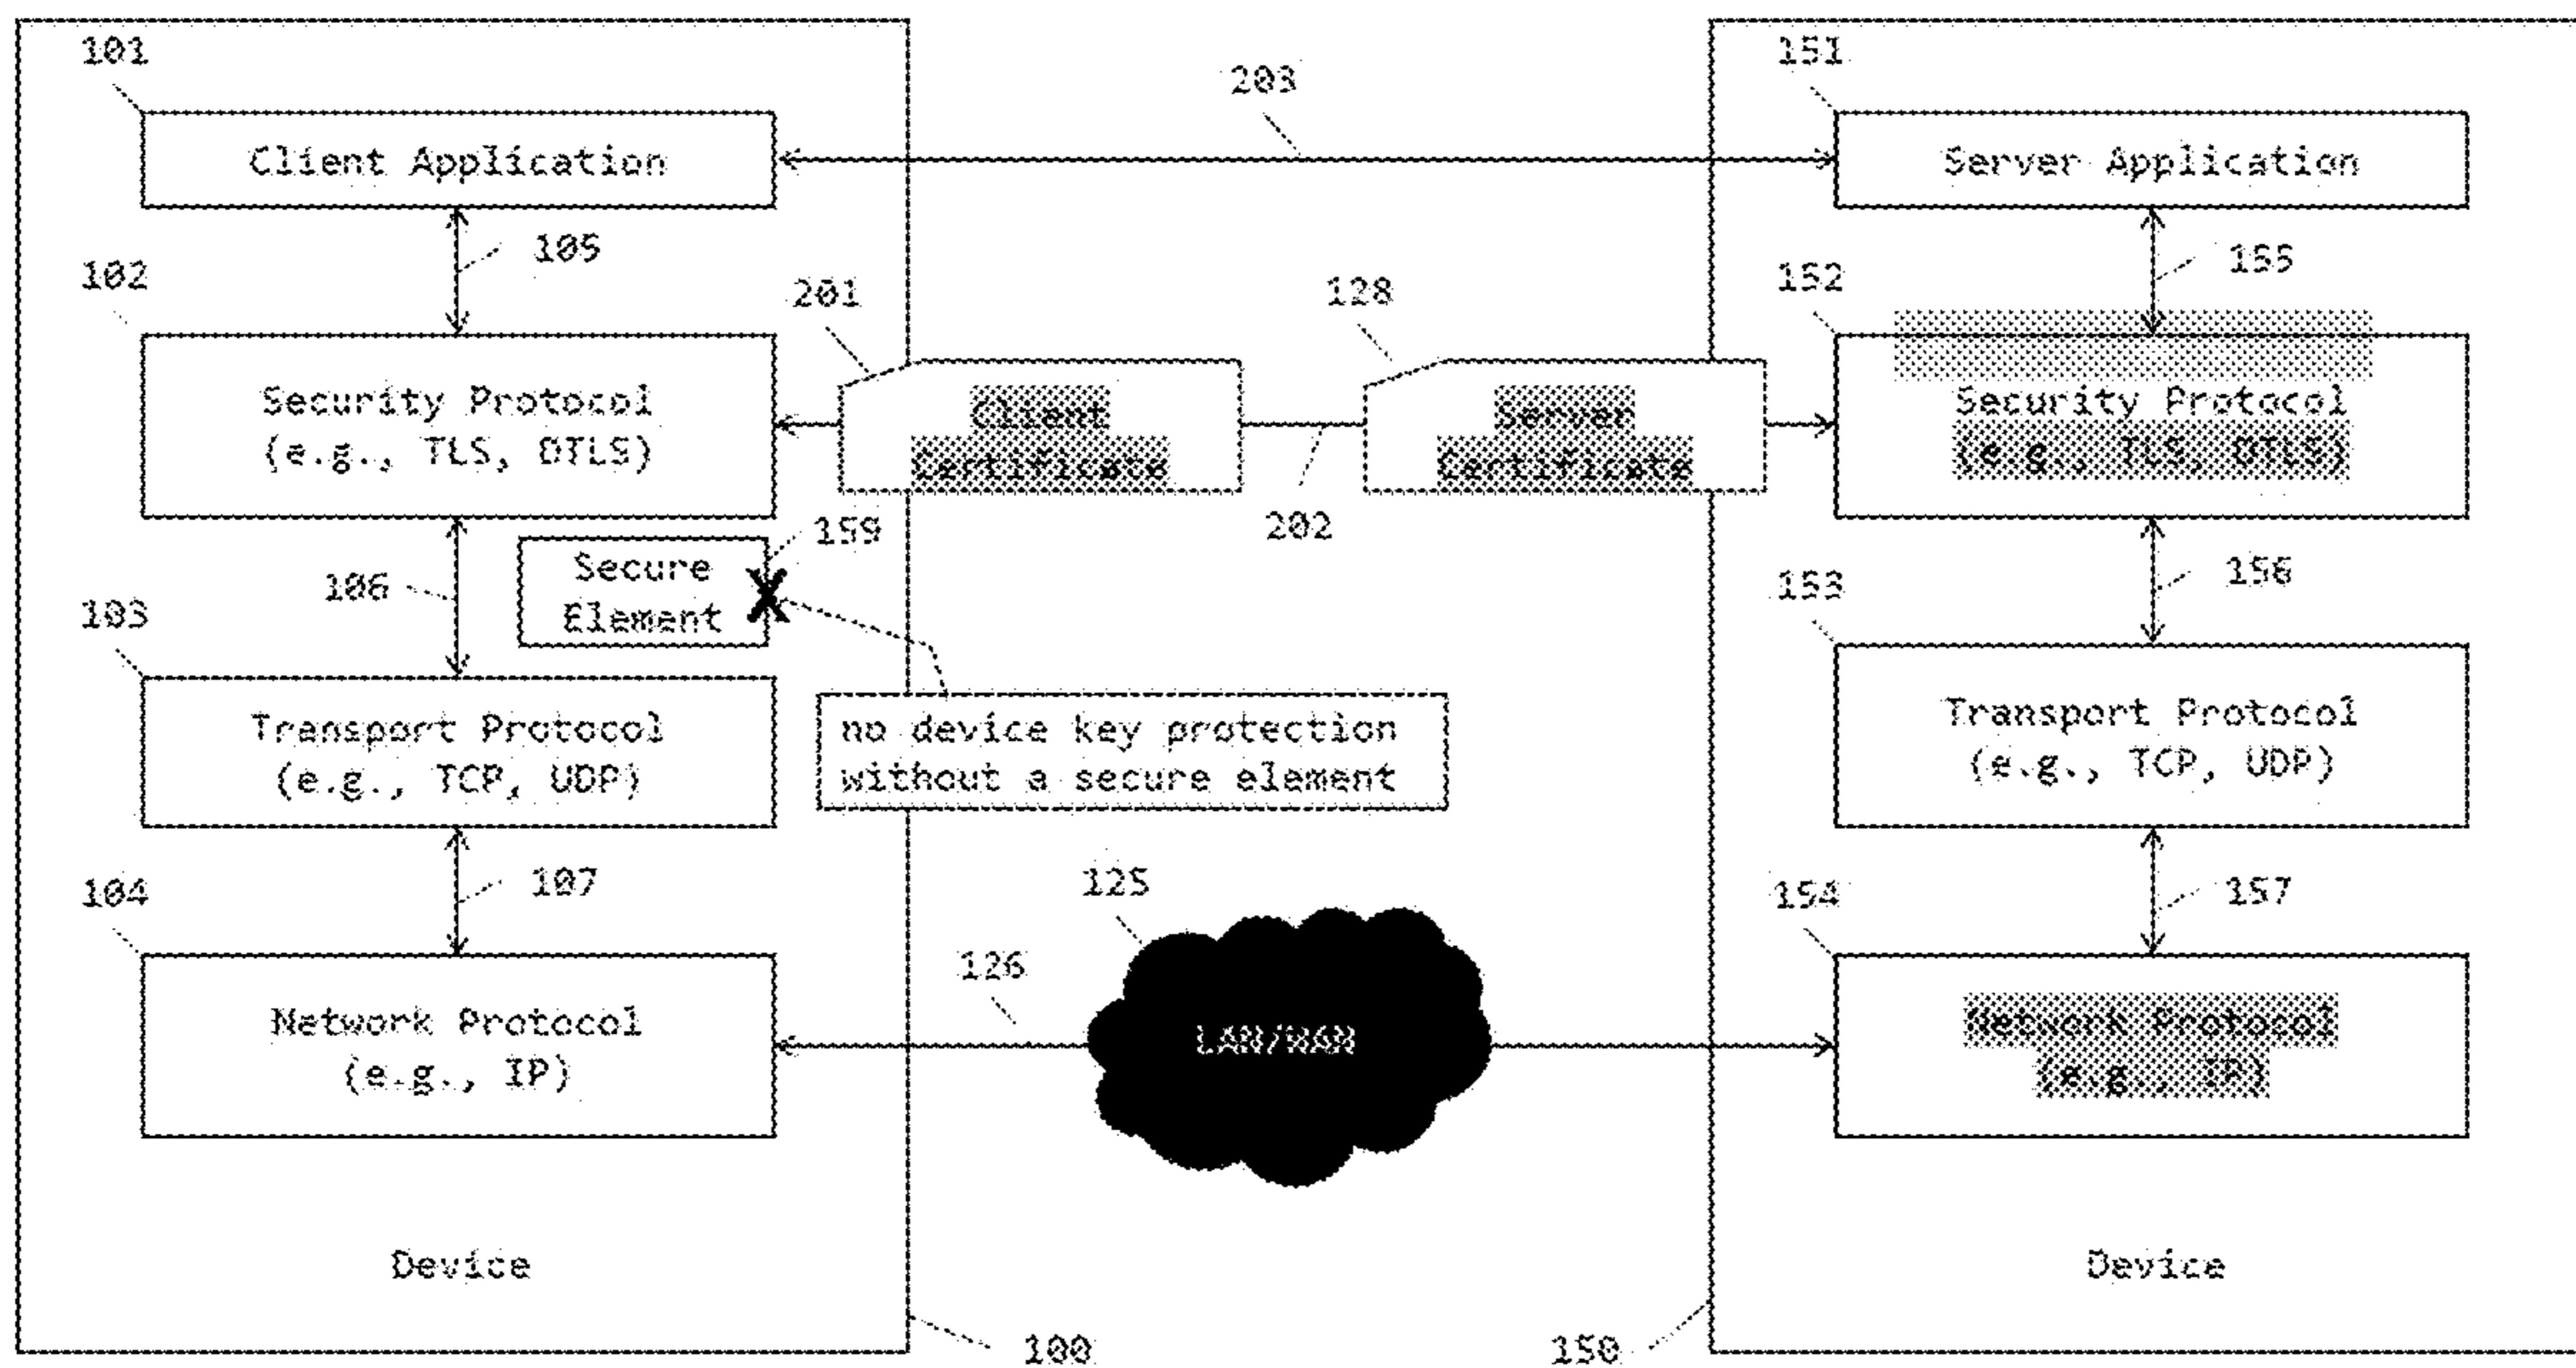 101
151
203
Client Application
Server Application
105
155
102
152
201
128
Security Protocol
(e.g., TLS, DTLS)
Client
Certificate
Server
Certificate
Security Protocol
(e.g., TLS, DTLS)
202
159
Secure
Element
106
156
103
153
Transport Protocol
(e.g., TCP, UDP)
no device key protection
without a secure element
Transport Protocol
(e.g., TCP, UDP)
107
125
157
104
154
126
Network Protocol
(e.g., IP)
LAN/WAN
Network Protocol
(e.g., IP)
Device
Device
100
150